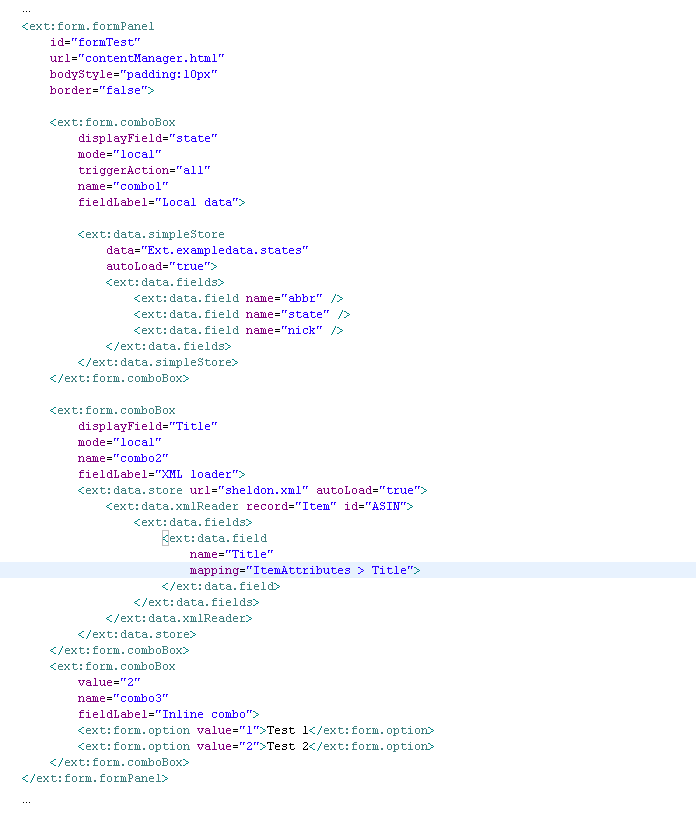 ...
<ext:form.formPanel
    id="formTest"
    url="contentManager.html"
    bodyStyle="padding:10px"
    border="false">

    <ext:form.comboBox
        displayField="state"
        mode="local"
        triggerAction="all"
        name="combo1"
        fieldLabel="Local data">

        <ext:data.simpleStore
            data="Ext.exampledata.states"
            autoLoad="true">
            <ext:data.fields>
                <ext:data.field name="abbr" />
                <ext:data.field name="state" />
                <ext:data.field name="nick" />
            </ext:data.fields>
        </ext:data.simpleStore>
    </ext:form.comboBox>

    <ext:form.comboBox
        displayField="Title"
        mode="local"
        name="combo2"
        fieldLabel="XML loader">
        <ext:data.store url="sheldon.xml" autoLoad="true">
            <ext:data.xmlReader record="Item" id="ASIN">
                <ext:data.fields>
                    <ext:data.field
                        name="Title"
                        mapping="ItemAttributes > Title">
                    </ext:data.field>
                </ext:data.fields>
            </ext:data.xmlReader>
        </ext:data.store>
    </ext:form.comboBox>
    <ext:form.comboBox
        value="2"
        name="combo3"
        fieldLabel="Inline combo">
        <ext:form.option value="1">Test 1</ext:form.option>
        <ext:form.option value="2">Test 2</ext:form.option>
    </ext:form.comboBox>
</ext:form.formPanel>
...